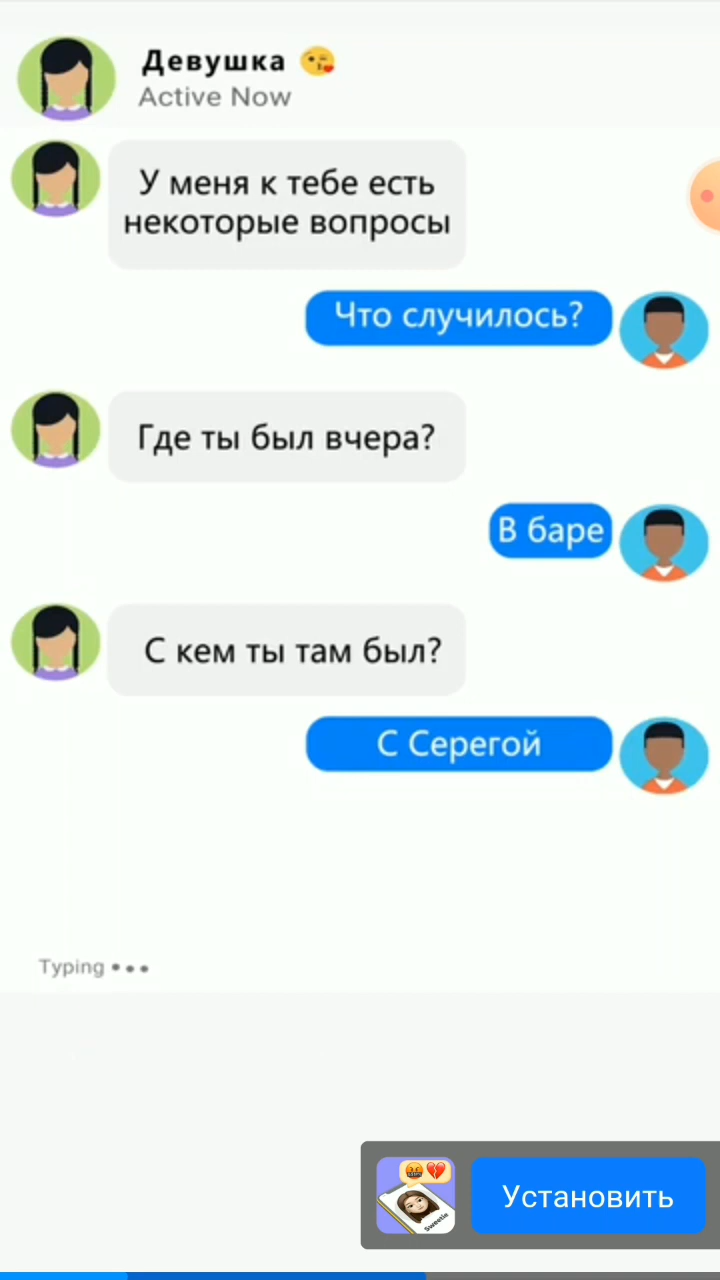 Девушка 😘
Active Now
У меня к тебе есть
некоторые вопросы
Что случилось?
Где ты был вчера?
В баре
С кем ты там был?
С Серегой
Typing •••
Sweetie
Установить